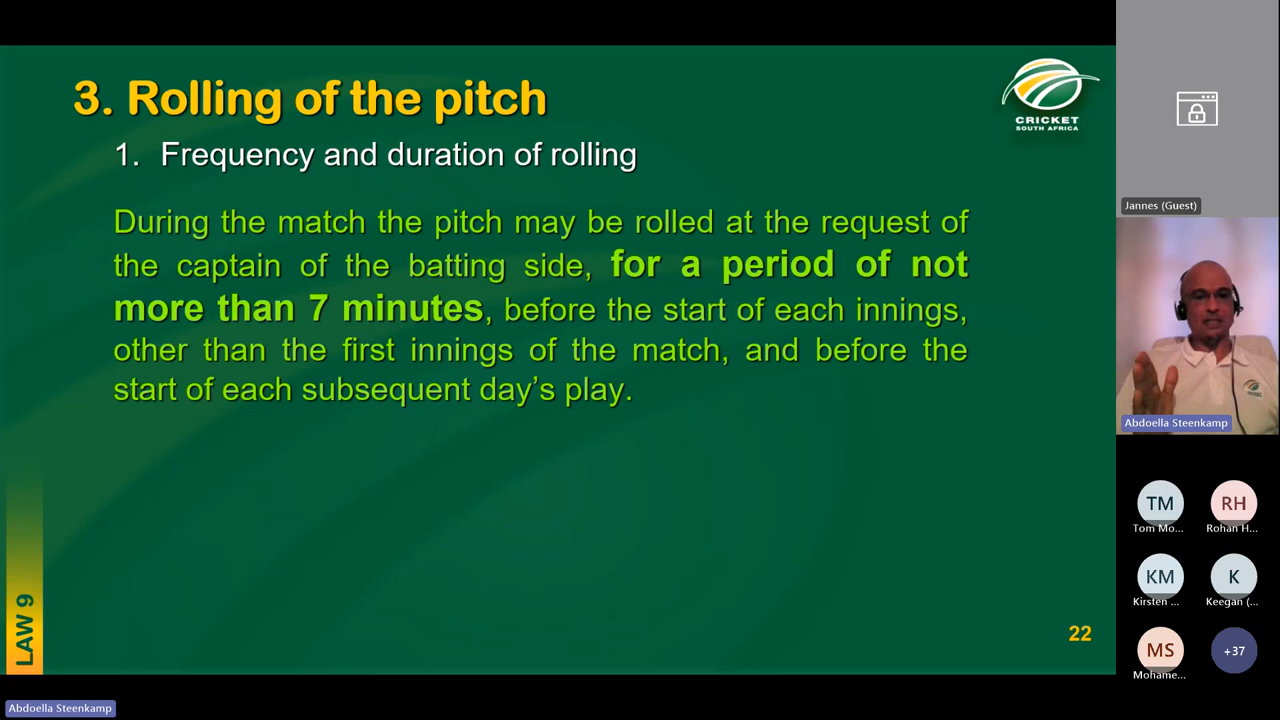 3. Rolling of the pitch
CRICKET
SOUTH AFRICA
1. Frequency and duration of rolling
During the match the pitch may be rolled at the request of
the captain of the batting side, for a period of not
more than 7 minutes, before the start of each innings,
other than the first innings of the match, and before the
start of each subsequent day's play.
LAW 9
22
Abdoella Steenkamp
Jannes (Guest)
Abdoella Steenkamp
TM
Tom Mo...
RH
Rohan H...
KM
Kirsten ...
K
Keegan (...
MS
Mohame...
+37